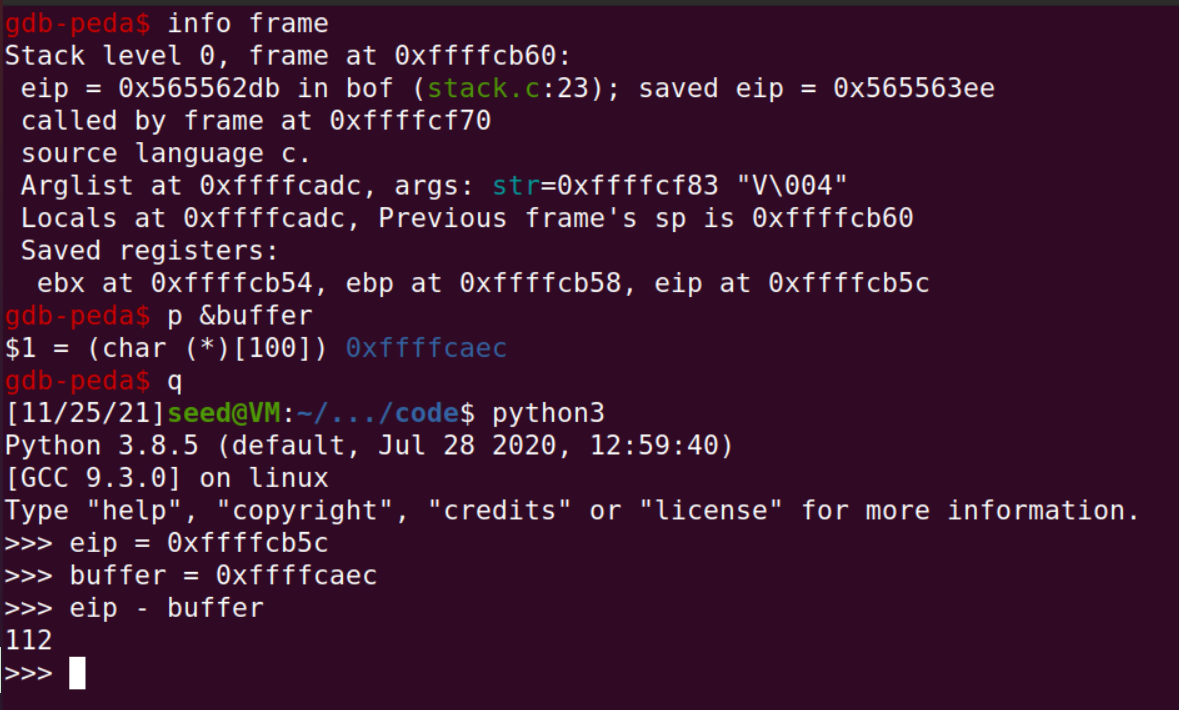 gdb-peda$ info frame
Stack level 0, frame at 0xffffcb60:
 eip = 0x565562db in bof (stack.c:23); saved eip = 0x565563ee
 called by frame at 0xffffcf70
 source language c.
 Arglist at 0xffffcadc, args: str=0xffffcf83 "V\004"
 Locals at 0xffffcadc, Previous frame's sp is 0xffffcb60
 Saved registers:
  ebx at 0xffffcb54, ebp at 0xffffcb58, eip at 0xffffcb5c
gdb-peda$ p &buffer
$1 = (char (*)[100]) 0xffffcaec
gdb-peda$ q
[11/25/21]seed@VM:~/.../code$ python3
Python 3.8.5 (default, Jul 28 2020, 12:59:40)
[GCC 9.3.0] on linux
Type "help", "copyright", "credits" or "license" for more information.
>>> eip = 0xffffcb5c
>>> buffer = 0xffffcaec
>>> eip - buffer
112
>>>